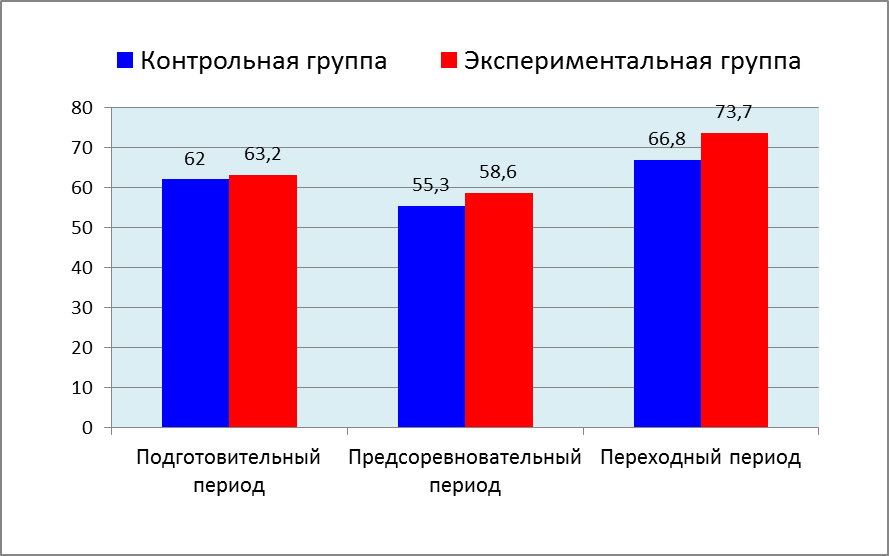 Контрольная группа
Экспериментальная группа
80
70
60
50
40
30
20
10
0
62
63,2
55,3
58,6
66,8
73,7
Подготовительный
период
Предсоревновательный
период
Переходный период